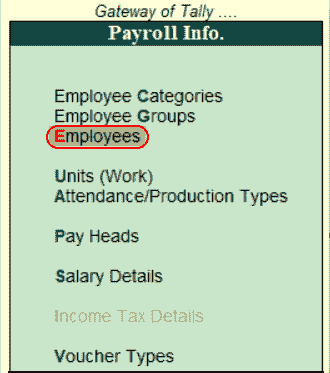 Gateway of Tally ....
Payroll Info.
Employee Categories
Employee Groups
Employees
Units (Work)
Attendance/Production Types
Pay Heads
Salary Details
Income Tax Details
Voucher Types